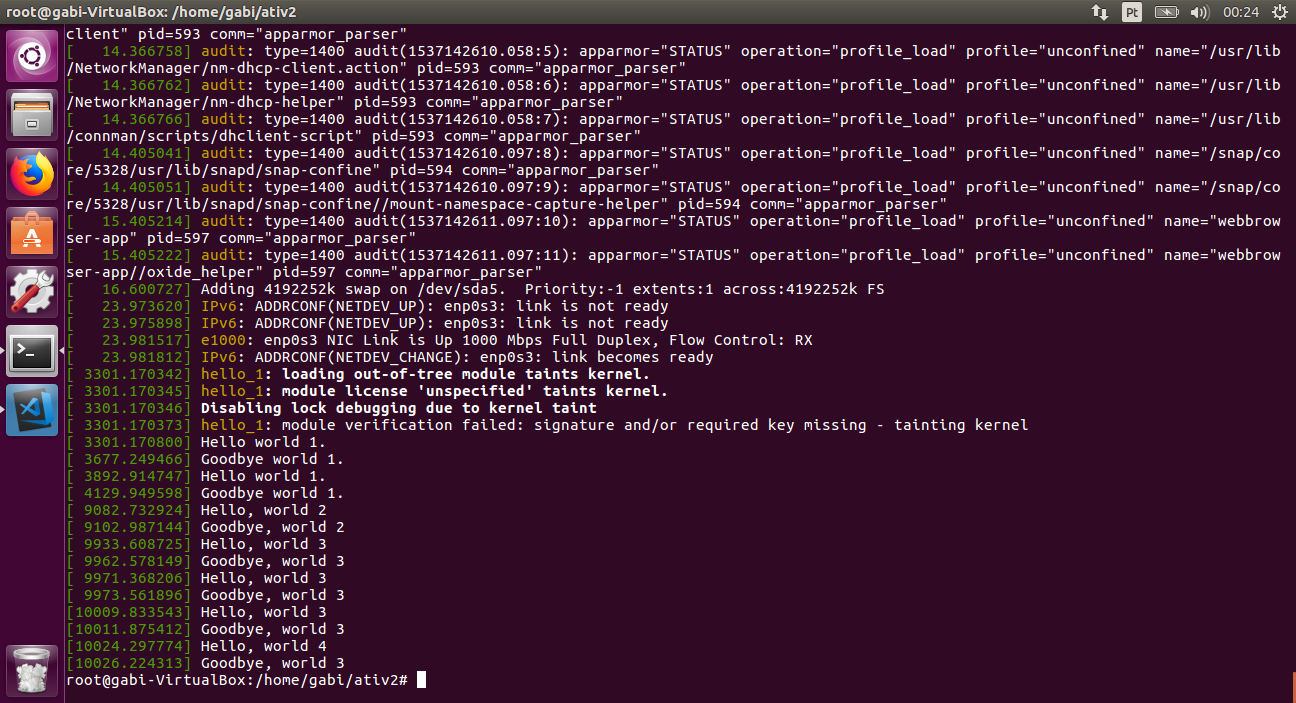 root@gabi-VirtualBox: /home/gabi/ativ2
Pt
00:24
client" pid=593 comm="apparmor_parser"
[   14.366758] audit: type=1400 audit(1537142610.058:5): apparmor="STATUS" operation="profile_load" profile="unconfined" name="/usr/lib
/NetworkManager/nm-dhcp-client.action" pid=593 comm="apparmor_parser"
[   14.366762] audit: type=1400 audit(1537142610.058:6): apparmor="STATUS" operation="profile_load" profile="unconfined" name="/usr/lib
/NetworkManager/nm-dhcp-helper" pid=593 comm="apparmor_parser"
[   14.366766] audit: type=1400 audit(1537142610.058:7): apparmor="STATUS" operation="profile_load" profile="unconfined" name="/usr/lib
/connman/scripts/dhclient-script" pid=593 comm="apparmor_parser"
[   14.405041] audit: type=1400 audit(1537142610.097:8): apparmor="STATUS" operation="profile_load" profile="unconfined" name="/snap/co
re/5328/usr/lib/snapd/snap-confine" pid=594 comm="apparmor_parser"
[   14.405051] audit: type=1400 audit(1537142610.097:9): apparmor="STATUS" operation="profile_load" profile="unconfined" name="/snap/co
re/5328/usr/lib/snapd/snap-confine//mount-namespace-capture-helper" pid=594 comm="apparmor_parser"
[   15.405214] audit: type=1400 audit(1537142611.097:10): apparmor="STATUS" operation="profile_load" profile="unconfined" name="webbrow
ser-app" pid=597 comm="apparmor_parser"
[   15.405222] audit: type=1400 audit(1537142611.097:11): apparmor="STATUS" operation="profile_load" profile="unconfined" name="webbrow
ser-app//oxide_helper" pid=597 comm="apparmor_parser"
[   16.600727] Adding 4192252k swap on /dev/sda5.  Priority:-1 extents:1 across:4192252k FS
[   23.973620] IPv6: ADDRCONF(NETDEV_UP): enp0s3: link is not ready
[   23.975898] IPv6: ADDRCONF(NETDEV_UP): enp0s3: link is not ready
[   23.981517] e1000: enp0s3 NIC Link is Up 1000 Mbps Full Duplex, Flow Control: RX
[   23.981812] IPv6: ADDRCONF(NETDEV_CHANGE): enp0s3: link becomes ready
[ 3301.170342] hello_1: loading out-of-tree module taints kernel.
[ 3301.170345] hello_1: module license 'unspecified' taints kernel.
[ 3301.170346] Disabling lock debugging due to kernel taint
[ 3301.170373] hello_1: module verification failed: signature and/or required key missing - tainting kernel
[ 3301.170800] Hello world 1.
[ 3677.249466] Goodbye world 1.
[ 3892.914747] Hello world 1.
[ 4129.949598] Goodbye world 1.
[ 9082.732924] Hello, world 2
[ 9102.987144] Goodbye, world 2
[ 9933.608725] Hello, world 3
[ 9962.578149] Goodbye, world 3
[ 9971.368206] Hello, world 3
[ 9973.561896] Goodbye, world 3
[10009.833543] Hello, world 3
[10011.875412] Goodbye, world 3
[10024.297774] Hello, world 4
[10026.224313] Goodbye, world 3
root@gabi-VirtualBox:/home/gabi/ativ2#